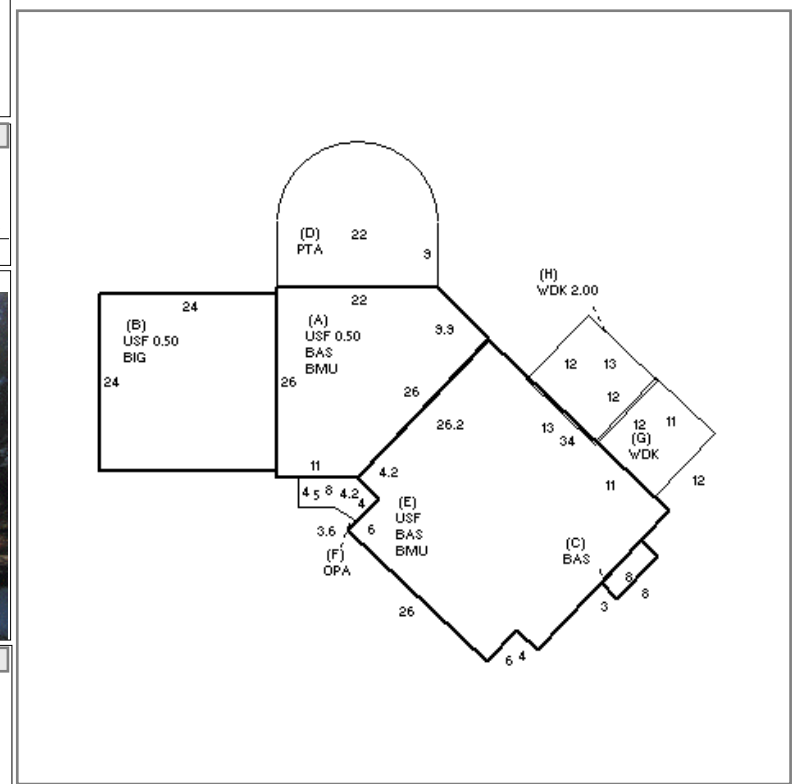 (D)
PTA
22
9
(H)
WDK 2.00
24
(B)
USF 0.50
BIG
24
22
(A)
USF 0.50
BAS
BMU
9.9
26
26
11
12
13
12
12
11
(G)
WDK
12
13
34
11
26.2
4.2
4
5
8
4.2
4
(E)
USF
BAS
BMU
6
3.6
(F)
OPA
(C)
BAS
8
8
3
26
6
4